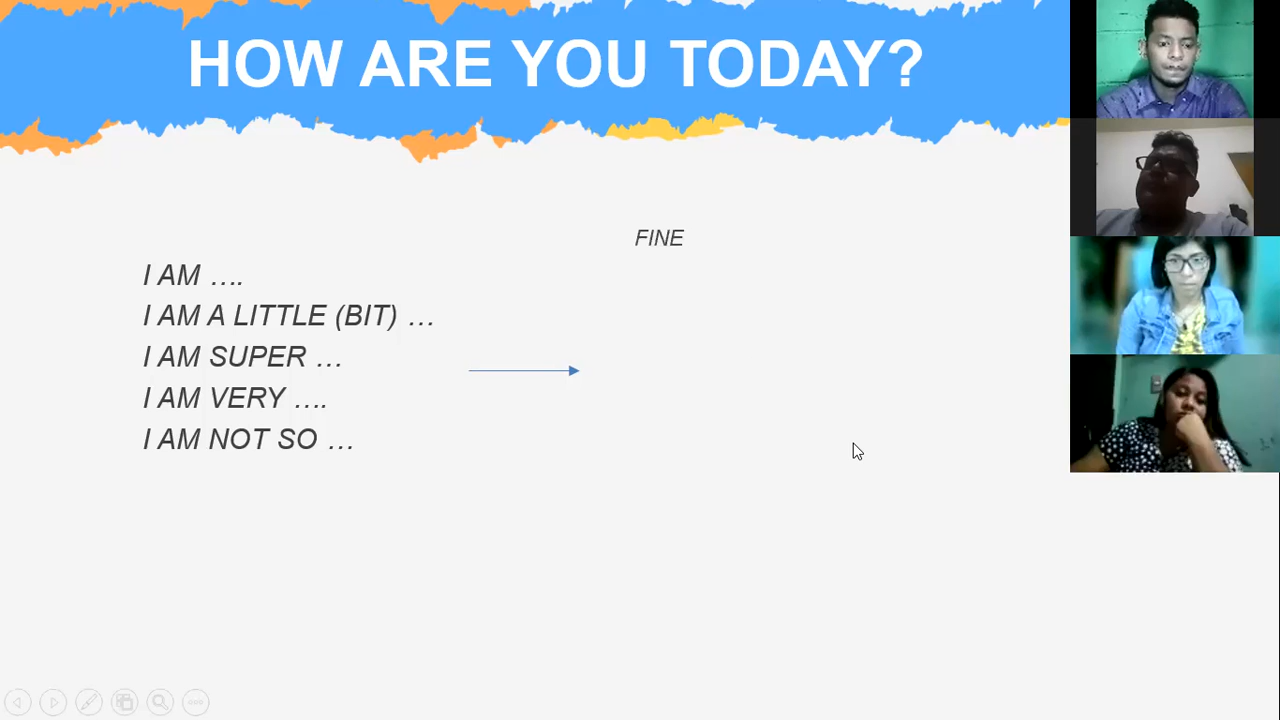 HOW ARE YOU TODAY?
FINE
I AM ….
I AM A LITTLE (BIT) …
I AM SUPER …
I AM VERY ….
I AM NOT SO …